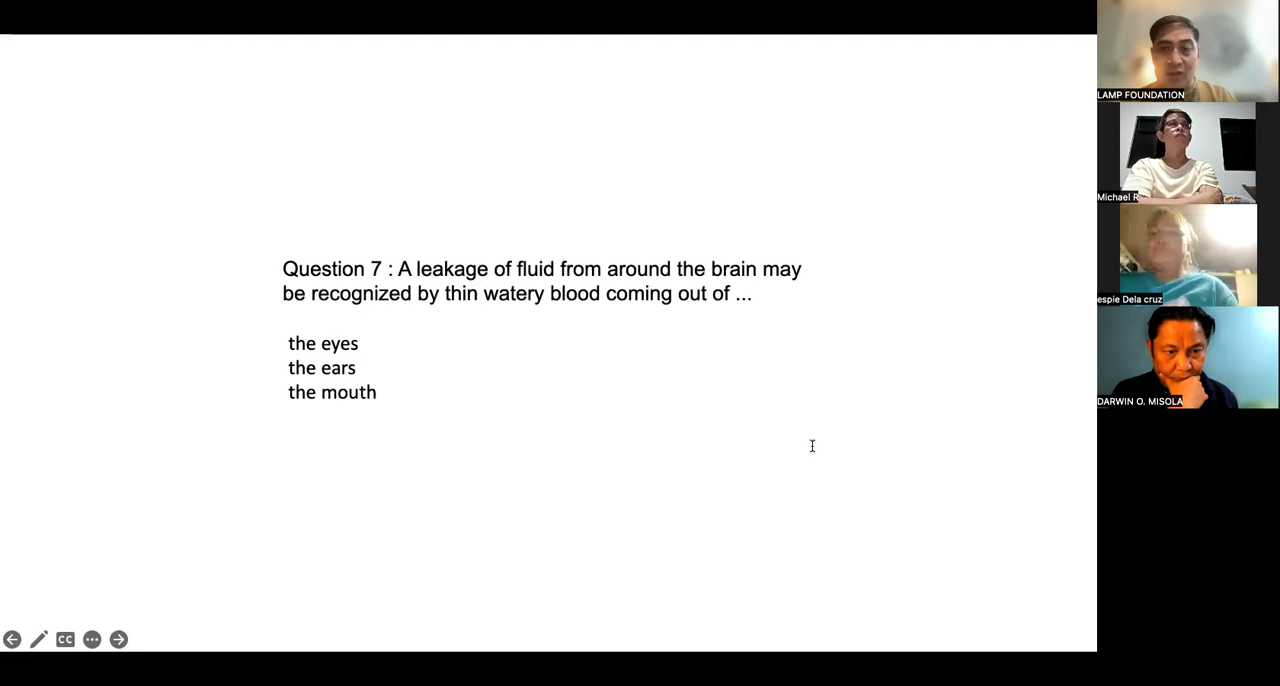 Question 7 : A leakage of fluid from around the brain may
be recognized by thin watery blood coming out of ...
the eyes
the ears
the mouth
LAMP FOUNDATION
Michael R
espie Dela cruz
DARWIN O. MISOLA
CC